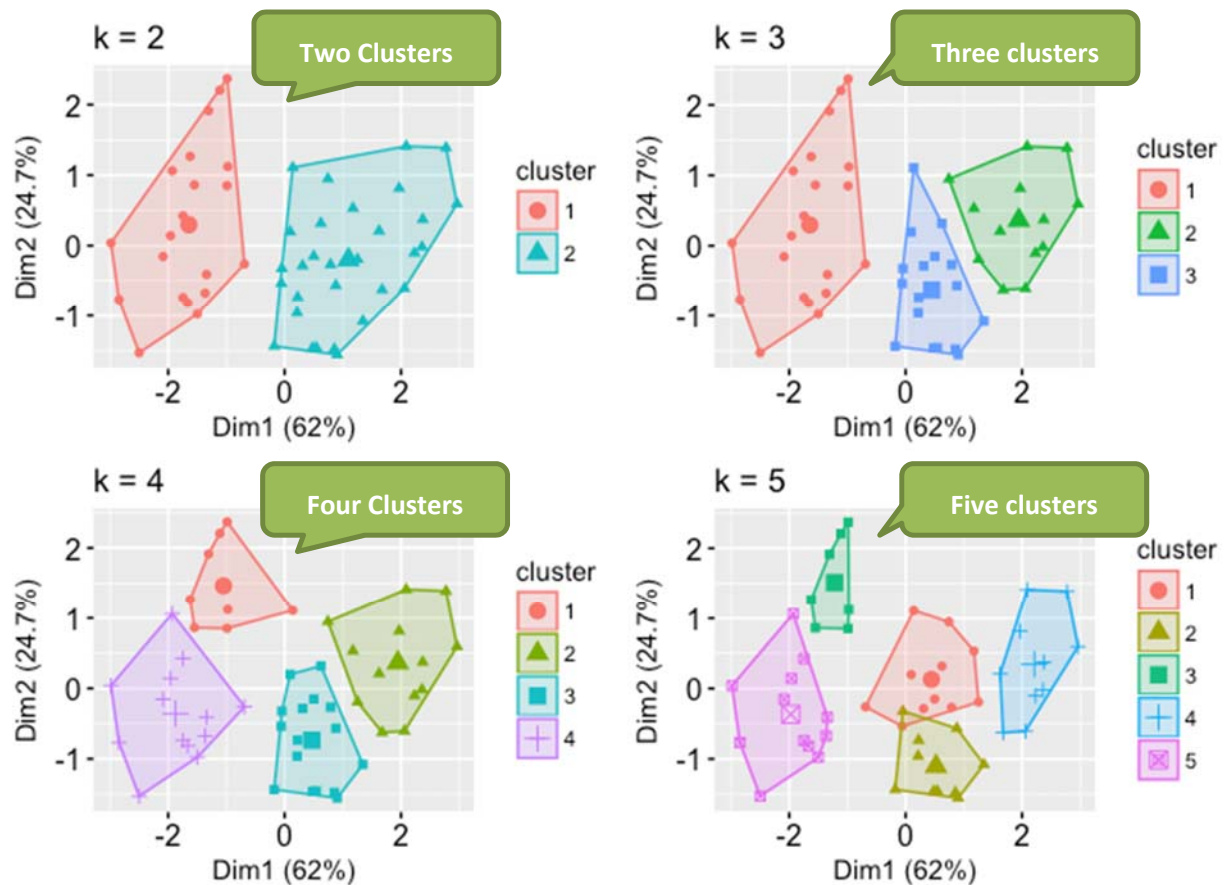 k = 2
Two Clusters
2
1
0
-1
Dim2 (24.7%)
-2
0
2
Dim1 (62%)
cluster
1
2
k = 3
Three clusters
2
1
0
-1
Dim2 (24.7%)
-2
0
2
Dim1 (62%)
cluster
1
2
3
k = 4
Four Clusters
2
1
0
-1
Dim2 (24.7%)
-2
0
2
Dim1 (62%)
cluster
1
2
3
4
k = 5
Five clusters
2
1
0
-1
Dim2 (24.7%)
-2
0
2
Dim1 (62%)
cluster
1
2
3
4
5